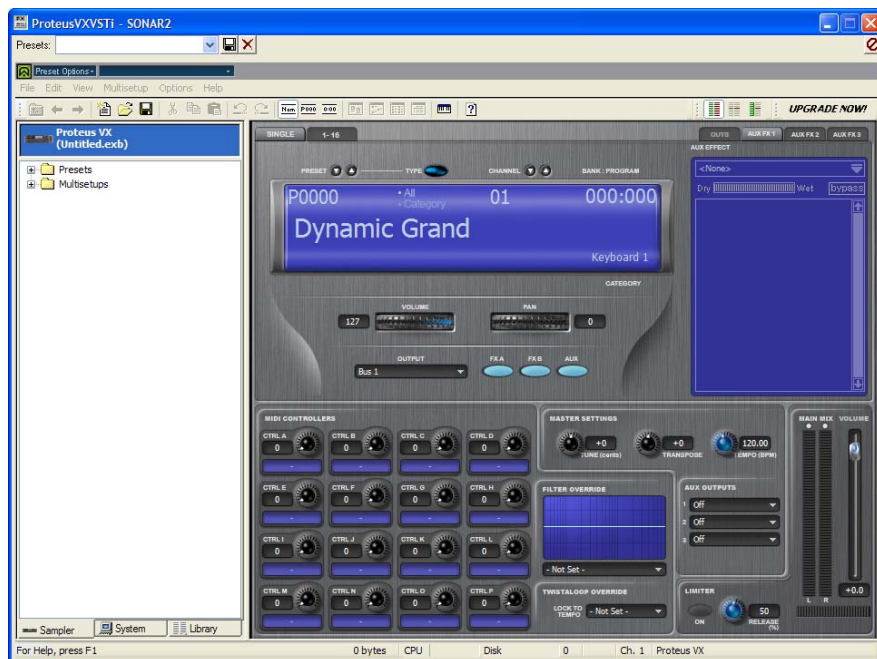 ProteusVXVSTi - SONAR2
Presets:
Preset Options
File Edit View Multisetup Options Help
Nam P000 0:00
UPGRADE NOW!
Proteus VX
(Untitled.exb)
Presets
Multisetups
SINGLE 1-16
OUTS AUX FX 1 AUX FX 2 AUX FX 3
AUX EFFECT
PRESET TYPE CHANNEL BANK : PROGRAM
<None>
P0000 • All 01 000:000
• Category
Dry Wet bypass
Dynamic Grand
Keyboard 1
CATEGORY
VOLUME PAN
127 0
OUTPUT FX A FX B AUX
Bus 1
MIDI CONTROLLERS
CTRL A CTRL B CTRL C CTRL D
0 0 0 0
- - - -
CTRL E CTRL F CTRL G CTRL H
0 0 0 0
- - - -
CTRL I CTRL J CTRL K CTRL L
0 0 0 0
- - - -
CTRL M CTRL N CTRL O CTRL P
0 0 0 0
- - - -
MASTER SETTINGS
+0 +0 120.00
TUNE (cents) TRANSPOSE TEMPO (BPM)
FILTER OVERRIDE
- Not Set -
TWISTALOOP OVERRIDE
LOCK TO
TEMPO - Not Set -
AUX OUTPUTS
1 Off
2 Off
3 Off
LIMITER
ON
50
RELEASE
(%)
MAIN MIX VOLUME
L R
+0.0
Sampler System Library
For Help, press F1 0 bytes CPU Disk 0 Ch. 1 Proteus VX